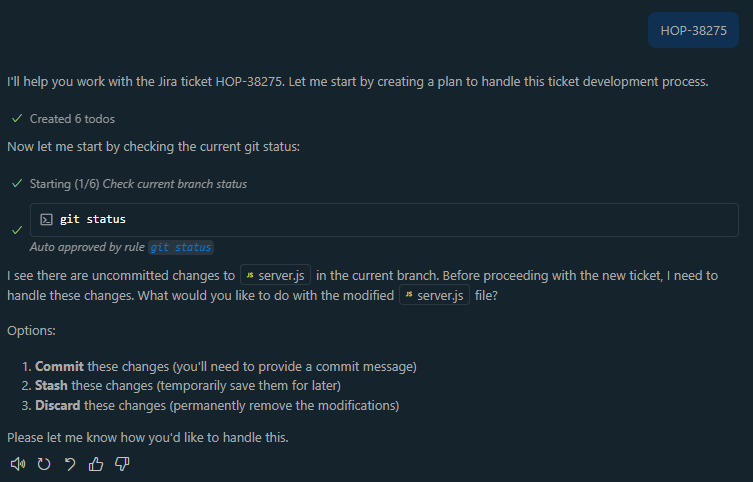 HOP-38275
I'll help you work with the Jira ticket HOP-38275. Let me start by creating a plan to handle this ticket development process.
Created 6 todos
Now let me start by checking the current git status:
Starting (1/6) Check current branch status
git status
Auto approved by rule git status
I see there are uncommitted changes to JS server.js in the current branch. Before proceeding with the new ticket, I need to
handle these changes. What would you like to do with the modified JS server.js file?
Options:
1. Commit these changes (you'll need to provide a commit message)
2. Stash these changes (temporarily save them for later)
3. Discard these changes (permanently remove the modifications)
Please let me know how you'd like to handle this.